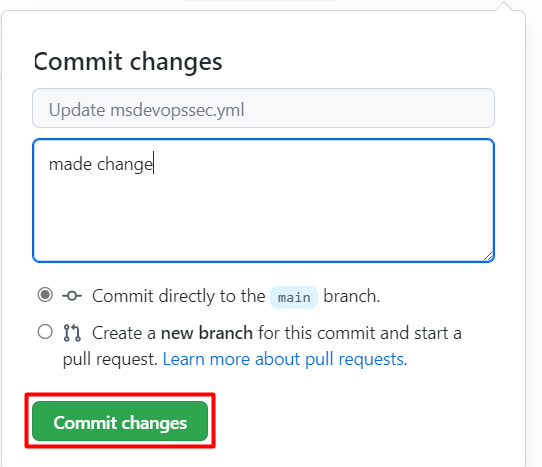 Commit changes
Update msdevopssec.yml
made change
Commit directly to the main branch.
Create a new branch for this commit and start a
pull request. Learn more about pull requests.
Commit changes